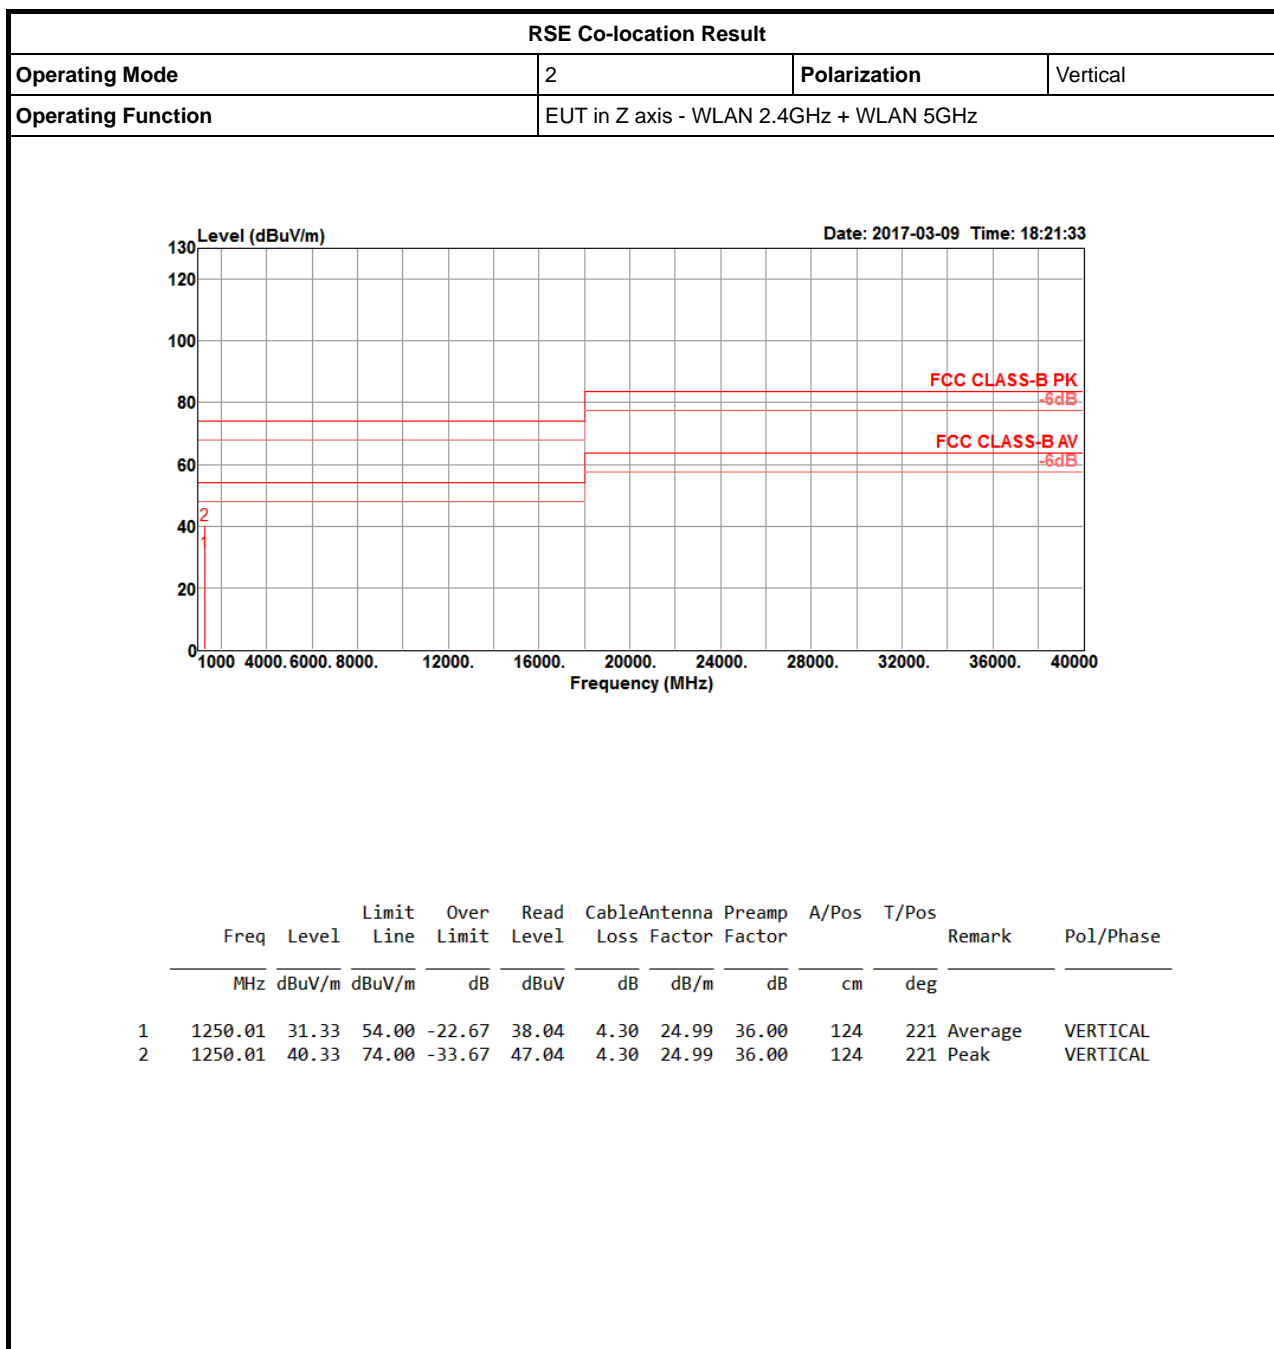 RSE Co-location Result
Operating Mode 2 Polarization Vertical
Operating Function EUT in Z axis - WLAN 2.4GHz + WLAN 5GHz
Level (dBuV/m) Date: 2017-03-09 Time: 18:21:33
130
120
100
FCC CLASS-B PK
80
-6dB
FCC CLASS-B AV
60
-6dB
2
40
1
20
0
1000 4000. 6000. 8000. 12000. 16000. 20000. 24000. 28000. 32000. 36000. 40000
Frequency (MHz)
Limit Over Read CableAntenna Preamp A/Pos T/Pos
Freq Level Line Limit Level Loss Factor Factor Remark Pol/Phase
MHz dBuV/m dBuV/m dB dBuV dB dB/m dB cm deg
1 1250.01 31.33 54.00 -22.67 38.04 4.30 24.99 36.00 124 221 Average VERTICAL
2 1250.01 40.33 74.00 -33.67 47.04 4.30 24.99 36.00 124 221 Peak VERTICAL